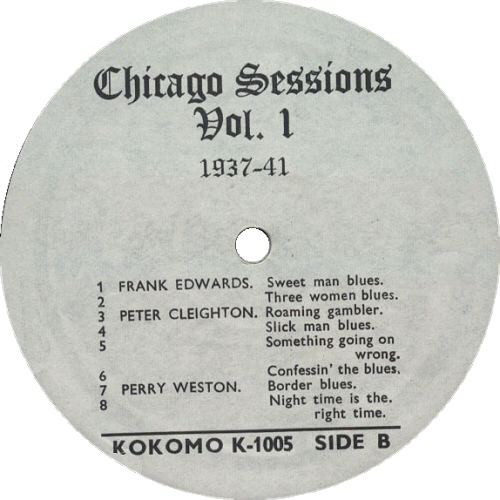 Chicago Sessions
Vol. 1
1937-41
1 FRANK EDWARDS. Sweet man blues.
2 Three women blues.
3 PETER CLEIGHTON. Roaming gambler.
4 Slick man blues.
5 Something going on
wrong.
6 Confessin' the blues.
7 PERRY WESTON. Border blues.
8 Night time is the.
right time.
KOKOMO K-1005 SIDE B